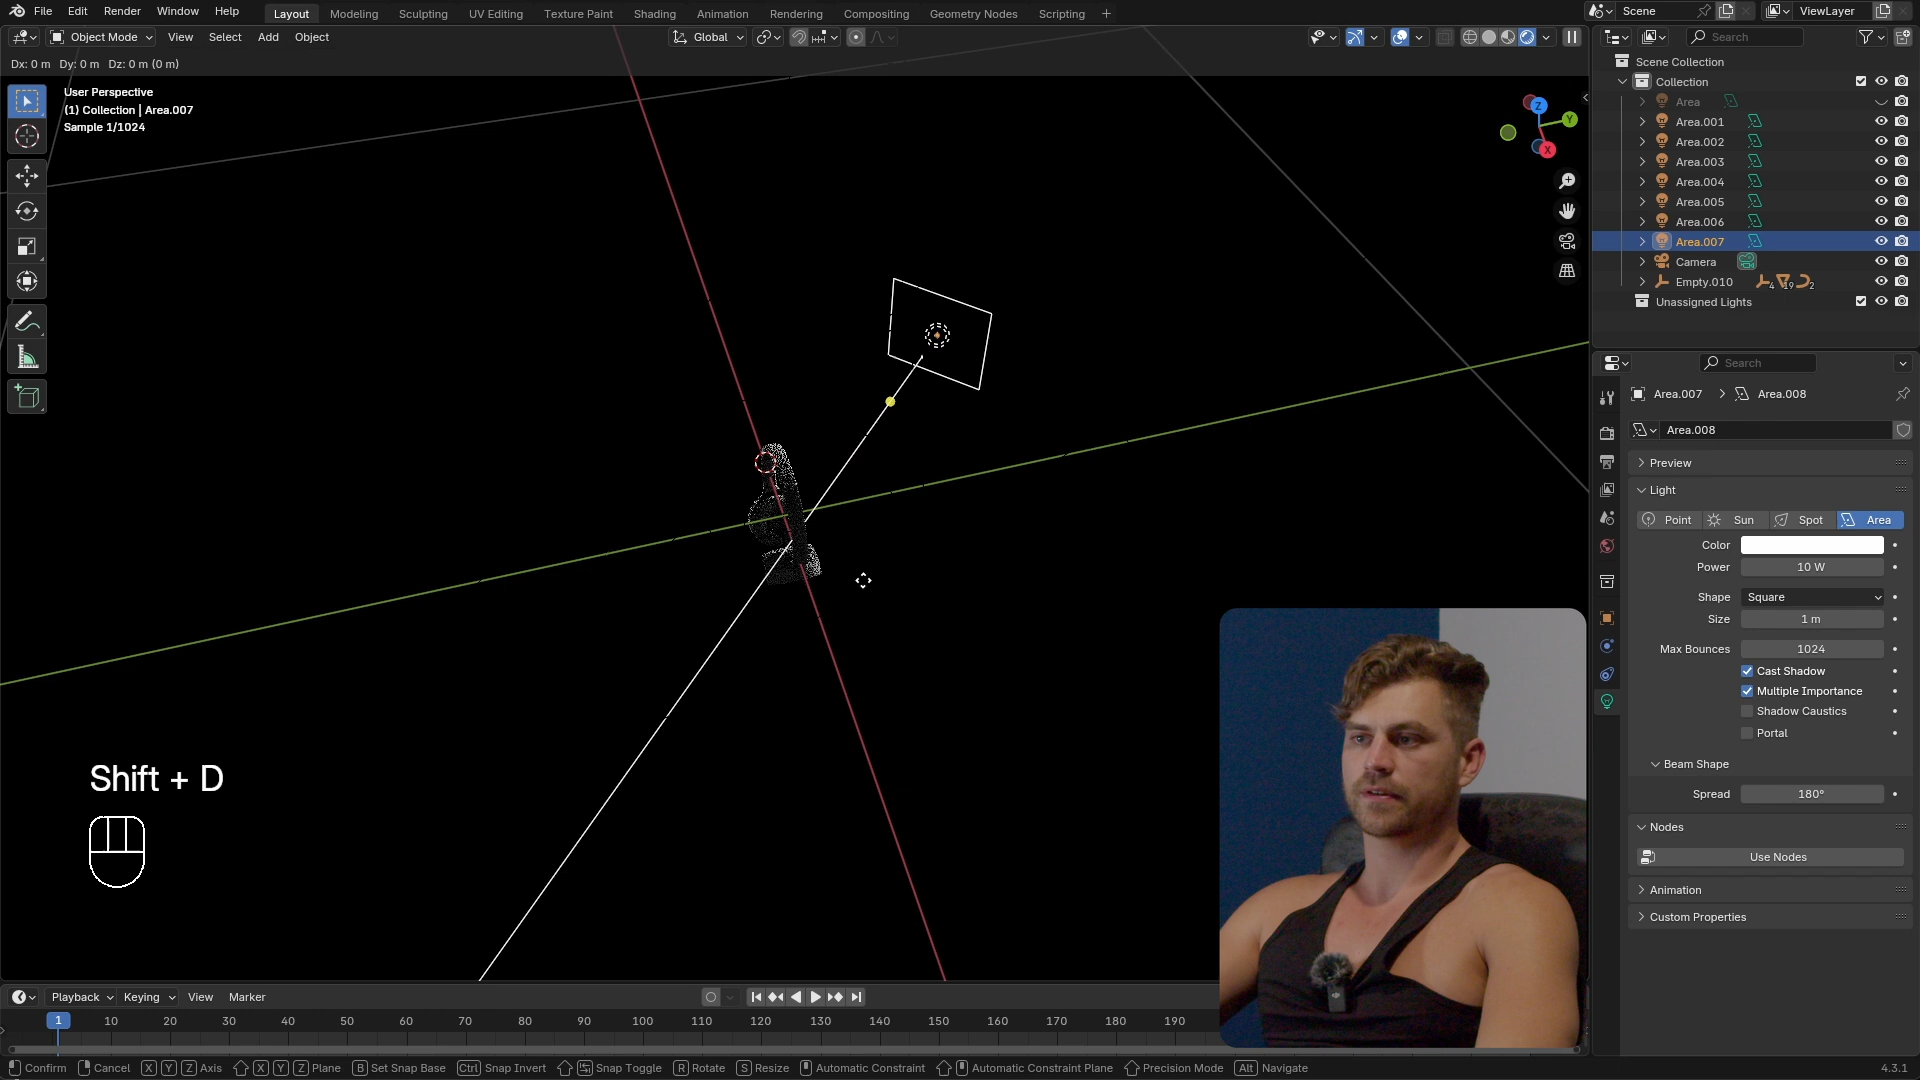 File Edit Render Window Help Layout Modeling Sculpting UV Editing Texture Paint Shading Animation Rendering Compositing Geometry Nodes Scripting + Scene ViewLayer
Object Mode View Select Add Object Global Search
Dx: 0 m Dy: 0 m Dz: 0 m (0 m)
User Perspective
(1) Collection | Area.007
Sample 1/1024
Z
Y
X
Scene Collection
Collection
Area
Area.001
Area.002
Area.003
Area.004
Area.005
Area.006
Area.007
Camera
Empty.010 4 19 2
Unassigned Lights
Search
Area.007 > Area.008
Area.008
Preview
Light
Point Sun Spot Area
Color
Power 10 W
Shape Square
Size 1 m
Max Bounces 1024
Cast Shadow
Multiple Importance
Shadow Caustics
Portal
Beam Shape
Spread 180°
Nodes
Use Nodes
Animation
Custom Properties
Shift + D
Playback Keying View Marker
1 10 20 30 40 50 60 70 80 90 100 110 120 130 140 150 160 170 180 190
Confirm Cancel X Y Z Axis X Y Z Plane B Set Snap Base Ctrl Snap Invert Snap Toggle R Rotate S Resize Automatic Constraint Automatic Constraint Plane Precision Mode Alt Navigate 4.3.1